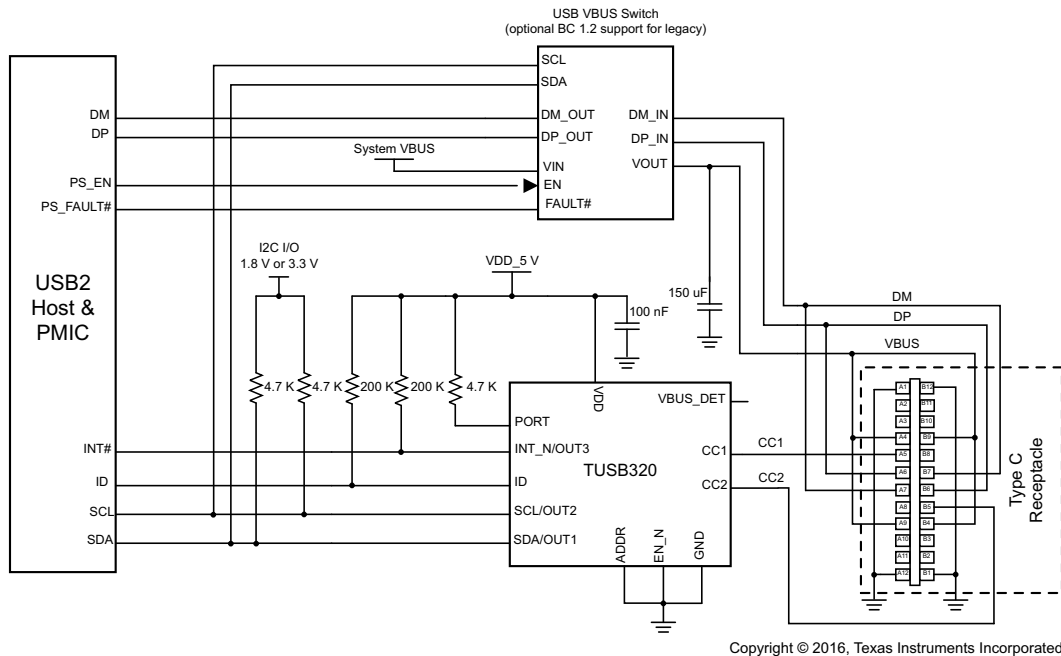 USB VBUS Switch
(optional BC 1.2 support for legacy)
SCL
SDA
DM
DP
DM_OUT
DP_OUT
DM_IN
DP_IN
System VBUS
VIN
VOUT
PS_EN
EN
PS_FAULT#
FAULT#
I2C I/O
1.8 V or 3.3 V
VDD_5 V
150 uF
100 nF
USB2
Host &
PMIC
DM
DP
VBUS
4.7 K
4.7 K
200 K
200 K
4.7 K
VDD
VBUS_DET
PORT
INT#
INT_N/OUT3
CC1
CC1
TUSB320
ID
ID
CC2
CC2
SCL
SCL/OUT2
SDA
SDA/OUT1
ADDR
EN_N
GND
A1
B12
A2
B11
A3
B10
A4
B9
A5
B8
A6
B7
A7
B6
A8
B5
A9
B4
A10
B3
A11
B2
A12
B1
Type C
Receptacle
Copyright © 2016, Texas Instruments Incorporated